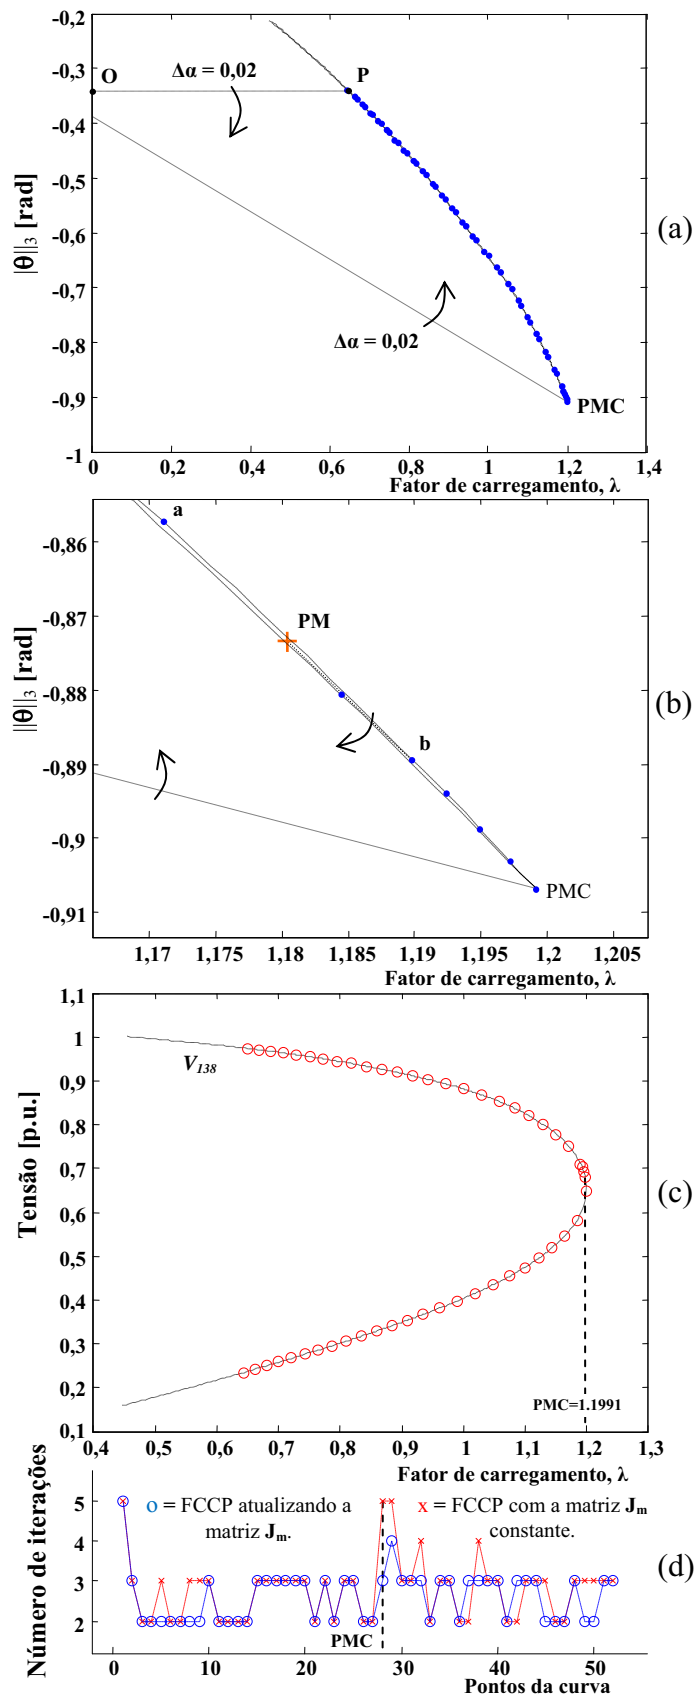 -0,2
-0,3
-0,4
-0,5
-0,6
-0,7
-0,8
-0,9
-1
||θ||₃ [rad]
O
Δα = 0,02
P
Δα = 0,02
PMC
(a)
0 0,2 0,4 0,6 0,8 1 1,2 1,4
Fator de carregamento, λ
-0,86
-0,87
-0,88
-0,89
-0,9
-0,91
||θ||₃ [rad]
a
PM
b
PMC
(b)
1,17 1,175 1,18 1,185 1,19 1,195 1,2 1,205
Fator de carregamento, λ
1,1
1
0,9
0,8
0,7
0,6
0,5
0,4
0,3
0,2
0,1
Tensão [p.u.]
V₁₃₈
PMC=1.1991
(c)
0,4 0,5 0,6 0,7 0,8 0,9 1 1,1 1,2 1,3
Fator de carregamento, λ
Número de iterações
5
4
3
2
o = FCCP atualizando a
matriz Jₘ.
x = FCCP com a matriz Jₘ
constante.
PMC
(d)
0 10 20 30 40 50
Pontos da curva